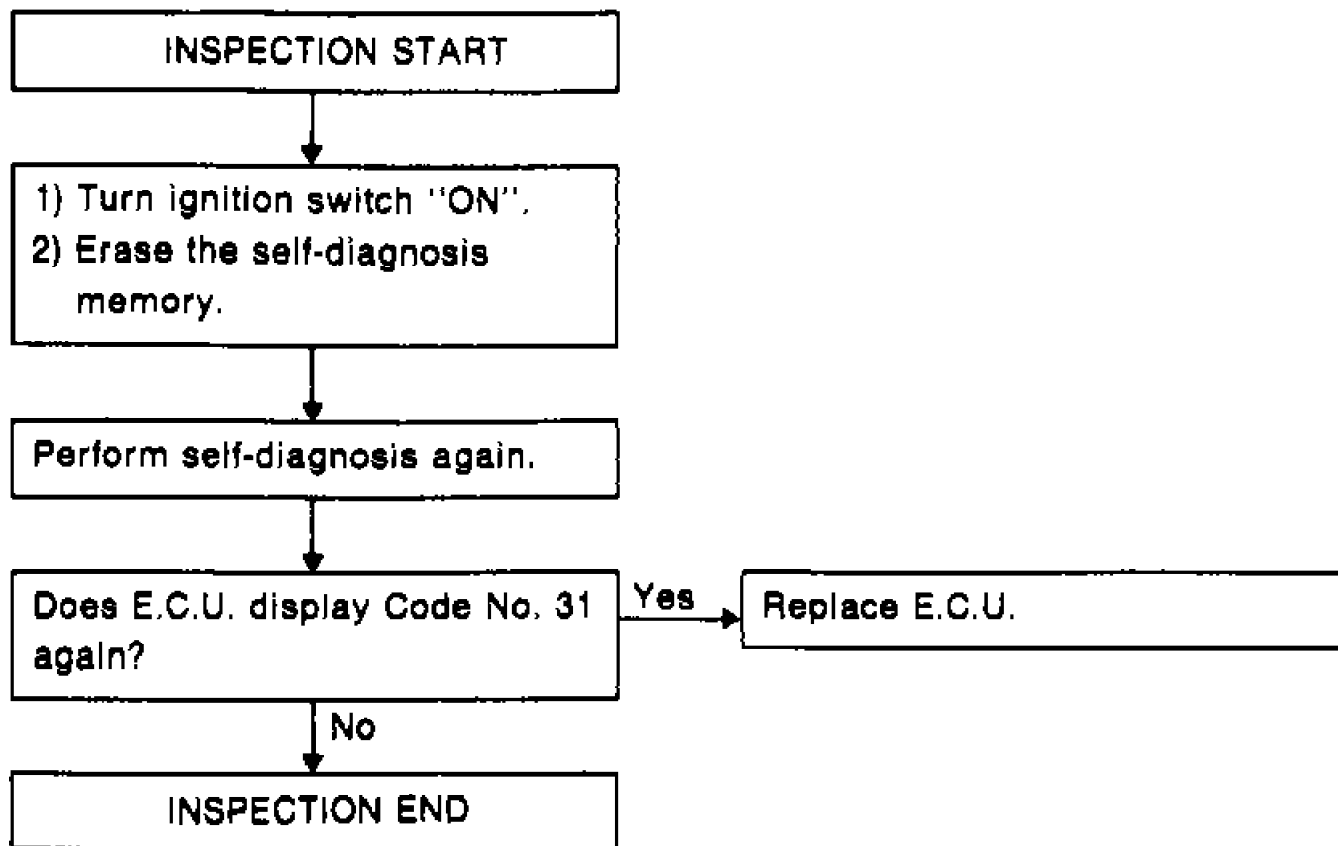 INSPECTION START
1) Turn ignition switch "ON".
2) Erase the self-diagnosis
memory.
Perform self-diagnosis again.
Does E.C.U. display Code No. 31
again?
Yes
Replace E.C.U.
No
INSPECTION END